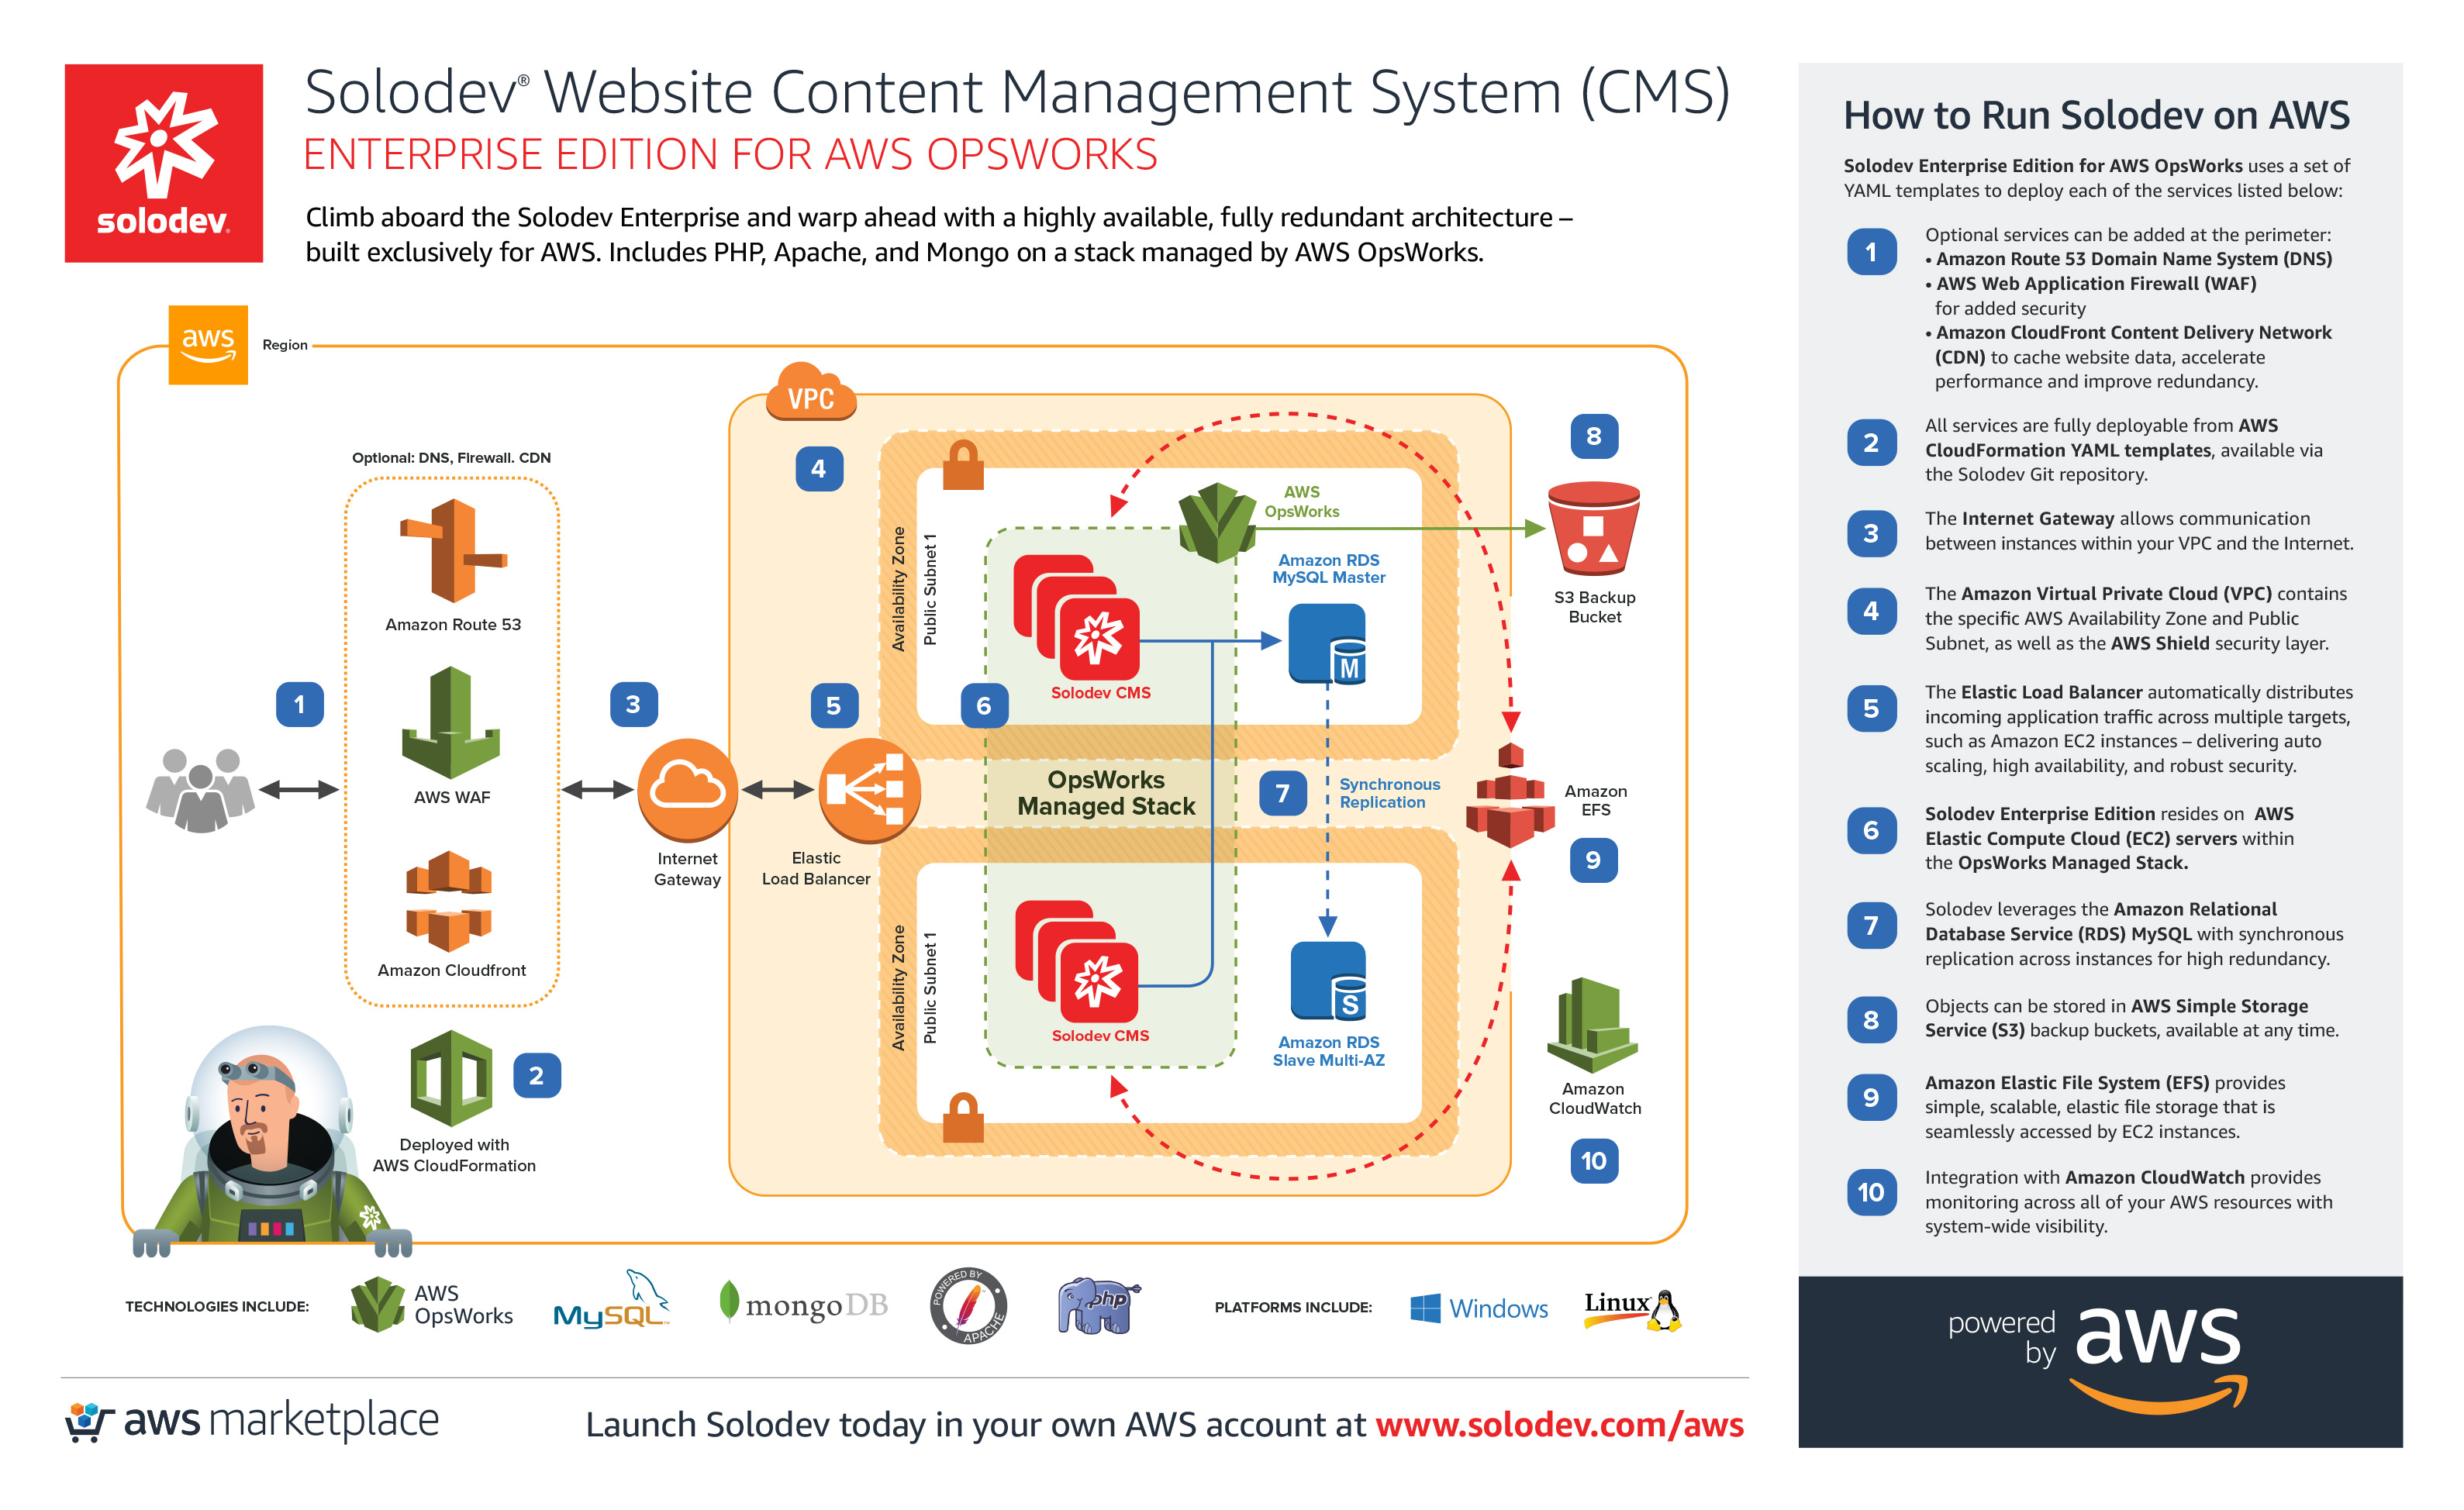 solodev.
Solodev® Website Content Management System (CMS)
ENTERPRISE EDITION FOR AWS OPSWORKS
Climb aboard the Solodev Enterprise and warp ahead with a highly available, fully redundant architecture –
built exclusively for AWS. Includes PHP, Apache, and Mongo on a stack managed by AWS OpsWorks.
aws
Region
Optional: DNS, Firewall. CDN
Amazon Route 53
AWS WAF
Amazon Cloudfront
1
Deployed with
AWS CloudFormation
2
3
Internet
Gateway
VPC
4
5
Elastic
Load Balancer
Availability Zone
Public Subnet 1
AWS
OpsWorks
Amazon RDS
MySQL Master
M
Solodev CMS
6
OpsWorks
Managed Stack
7
Synchronous
Replication
Availability Zone
Public Subnet 1
Solodev CMS
S
Amazon RDS
Slave Multi-AZ
8
S3 Backup
Bucket
Amazon
EFS
9
Amazon
CloudWatch
10
TECHNOLOGIES INCLUDE:
AWS
OpsWorks
MySQL™
mongoDB
POWERED BY
APACHE
php
PLATFORMS INCLUDE:
Windows
Linux
aws marketplace
Launch Solodev today in your own AWS account at www.solodev.com/aws
How to Run Solodev on AWS
Solodev Enterprise Edition for AWS OpsWorks uses a set of
YAML templates to deploy each of the services listed below:
1
Optional services can be added at the perimeter:
• Amazon Route 53 Domain Name System (DNS)
• AWS Web Application Firewall (WAF)
for added security
• Amazon CloudFront Content Delivery Network
(CDN) to cache website data, accelerate
performance and improve redundancy.
2
All services are fully deployable from AWS
CloudFormation YAML templates, available via
the Solodev Git repository.
3
The Internet Gateway allows communication
between instances within your VPC and the Internet.
4
The Amazon Virtual Private Cloud (VPC) contains
the specific AWS Availability Zone and Public
Subnet, as well as the AWS Shield security layer.
5
The Elastic Load Balancer automatically distributes
incoming application traffic across multiple targets,
such as Amazon EC2 instances – delivering auto
scaling, high availability, and robust security.
6
Solodev Enterprise Edition resides on AWS
Elastic Compute Cloud (EC2) servers within
the OpsWorks Managed Stack.
7
Solodev leverages the Amazon Relational
Database Service (RDS) MySQL with synchronous
replication across instances for high redundancy.
8
Objects can be stored in AWS Simple Storage
Service (S3) backup buckets, available at any time.
9
Amazon Elastic File System (EFS) provides
simple, scalable, elastic file storage that is
seamlessly accessed by EC2 instances.
10
Integration with Amazon CloudWatch provides
monitoring across all of your AWS resources with
system-wide visibility.
powered
by
aws